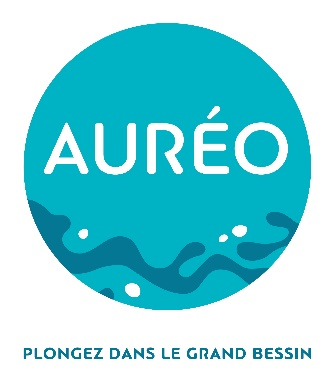 AURÉO
PLONGEZ DANS LE GRAND BESSIN